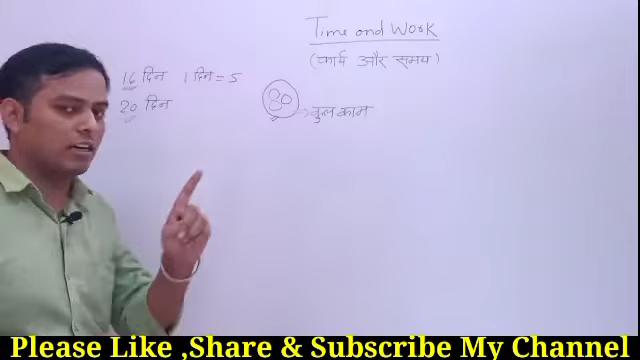 Time and Work
(कार्य और समय)
16 दिन 1 दिन = 5
20 दिन
80 → कुल काम
Please Like ,Share & Subscribe My Channel